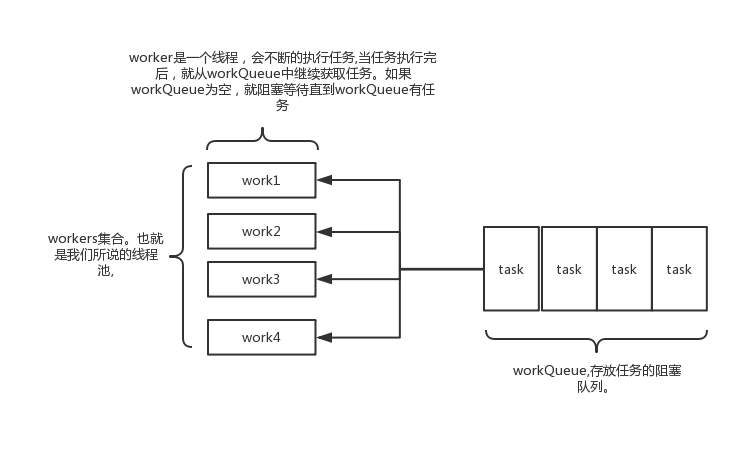 worker是一个线程，会不断的执行任务,当任务执行完
后，就从workQueue中继续获取任务。如果
workQueue为空，就阻塞等待直到workQueue有任
务
work1
work2
work3
work4
workers集合。也就
是我们所说的线程
池,
task
task
task
task
workQueue,存放任务的阻塞
队列。